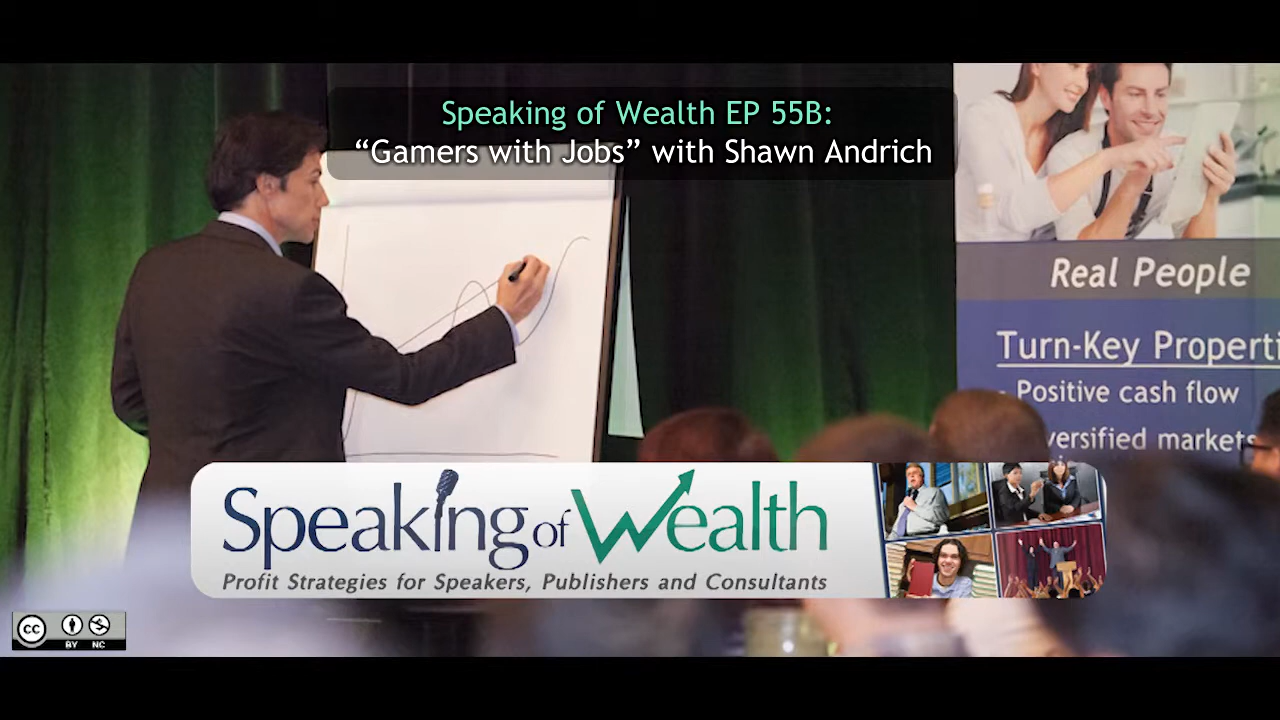 Speaking of Wealth EP 55B:
“Gamers with Jobs” with Shawn Andrich
Real People
Turn-Key Properti
- Positive cash flow
versified markets
Speaking of Wealth
Profit Strategies for Speakers, Publishers and Consultants
cc
BY NC